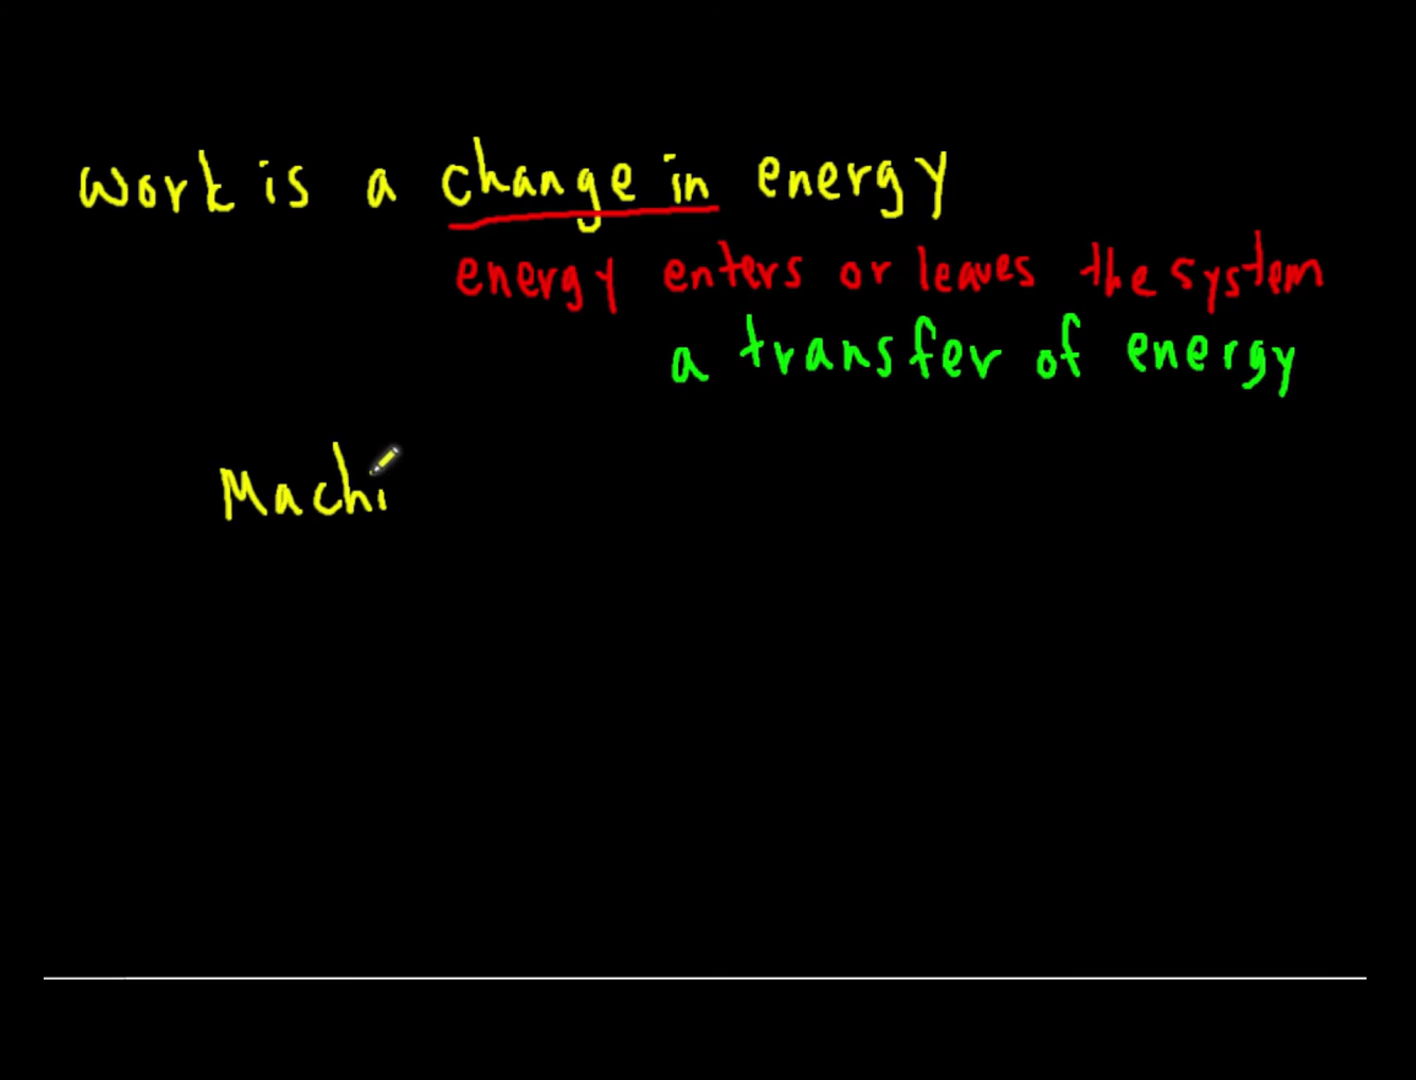 work is a change in energy
energy enters or leaves the system
a transfer of energy
Machi